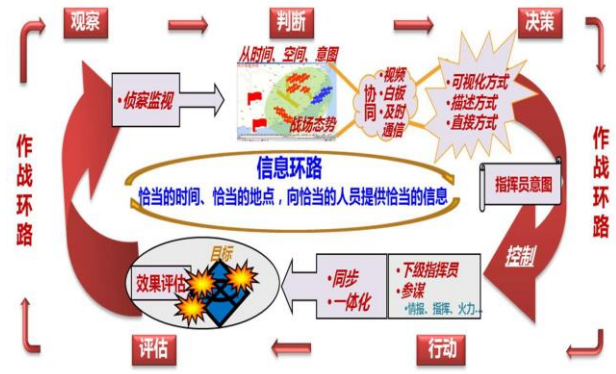 观察
判断
决策
从时间、空间、意图
•侦察监视
战场态势
协同
•视频
•白板
•及时通信
•可视化方式
•描述方式
•直接方式
作战环路
信息环路
恰当的时间、恰当的地点，向恰当的人员提供恰当的信息
指挥员意图
作战环路
控制
目标
效果评估
•同步
•一体化
•下级指挥员
•参谋
•情报、指挥、火力...
评估
行动